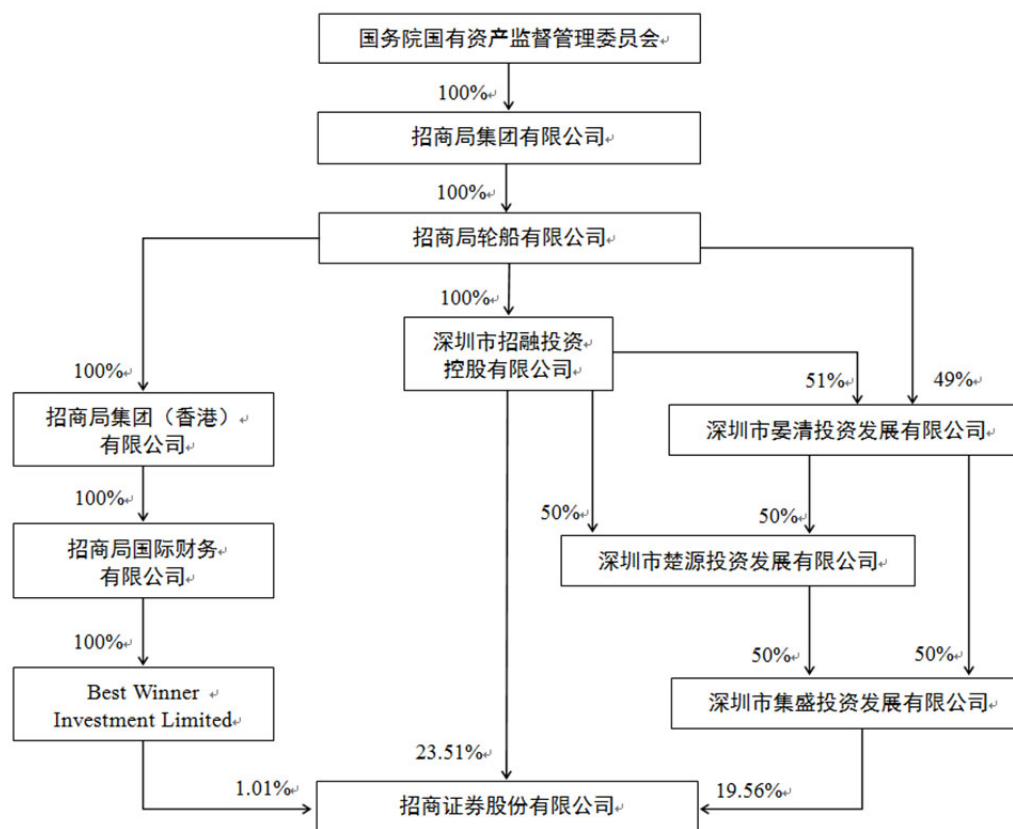 国务院国有资产监督管理委员会
100%
招商局集团有限公司
100%
招商局轮船有限公司
100%
深圳市招融投资
控股有限公司
100%
51%
49%
招商局集团（香港）
有限公司
深圳市晏清投资发展有限公司
100%
50%
50%
招商局国际财务
有限公司
深圳市楚源投资发展有限公司
100%
50%
50%
Best Winner
Investment Limited
深圳市集盛投资发展有限公司
23.51%
1.01%
19.56%
招商证券股份有限公司